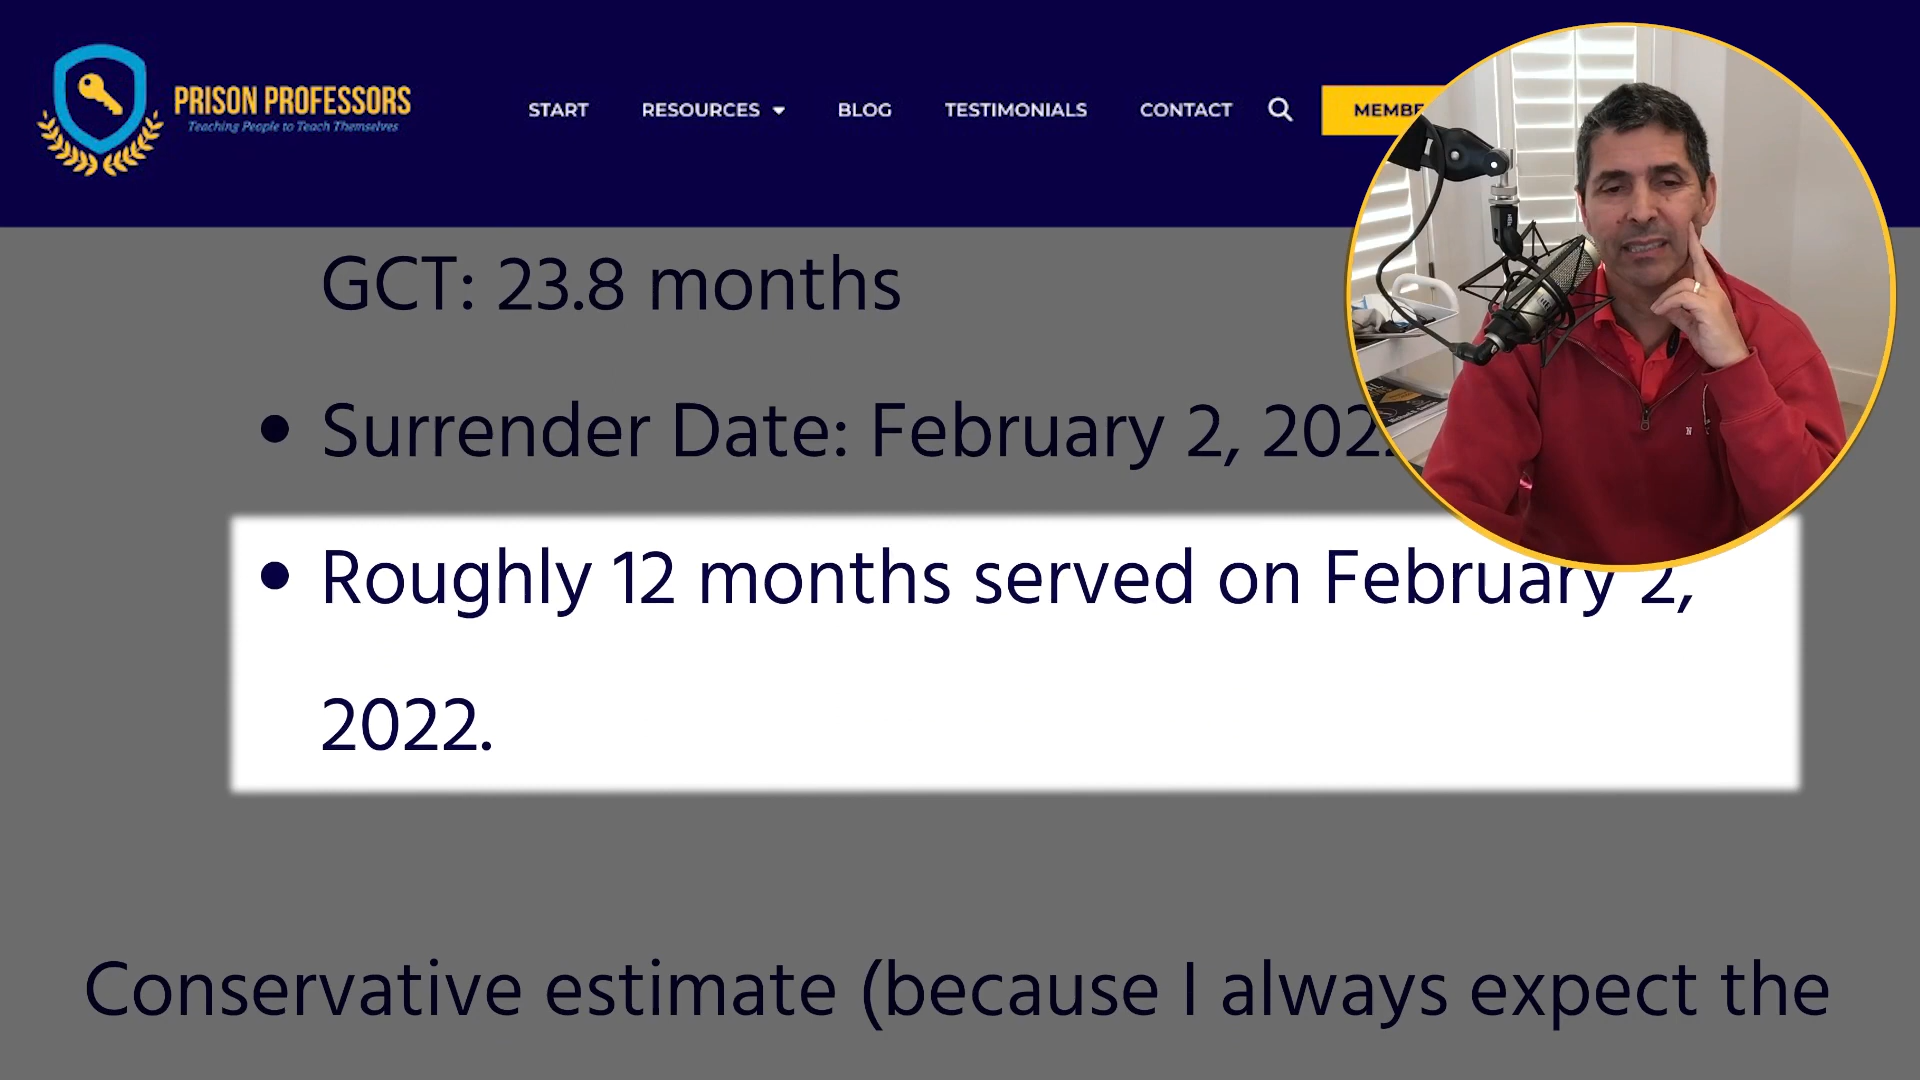 PRISON PROFESSORS
Teaching People to Teach Themselves
START
RESOURCES
BLOG
TESTIMONIALS
CONTACT
GCT: 23.8 months
• Surrender Date: February 2,
• Roughly 12 months served on February 2,
2022.
Conservative estimate (because I always expect the